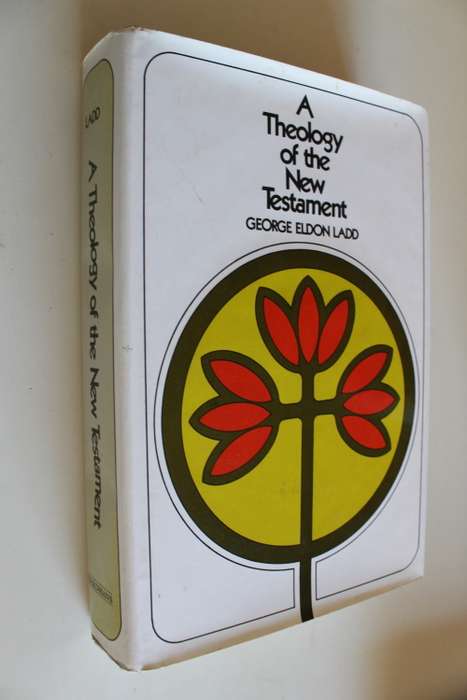 A
Theology
of the
New
Testament
GEORGE ELDON LADD
LADD
A Theology of the New Testament